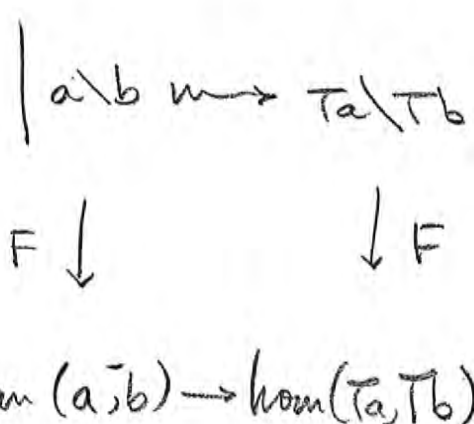 a\b ⇝ Ta\Tb
F ↓ ↓ F
m (a,b) → hom(Ta,Tb)